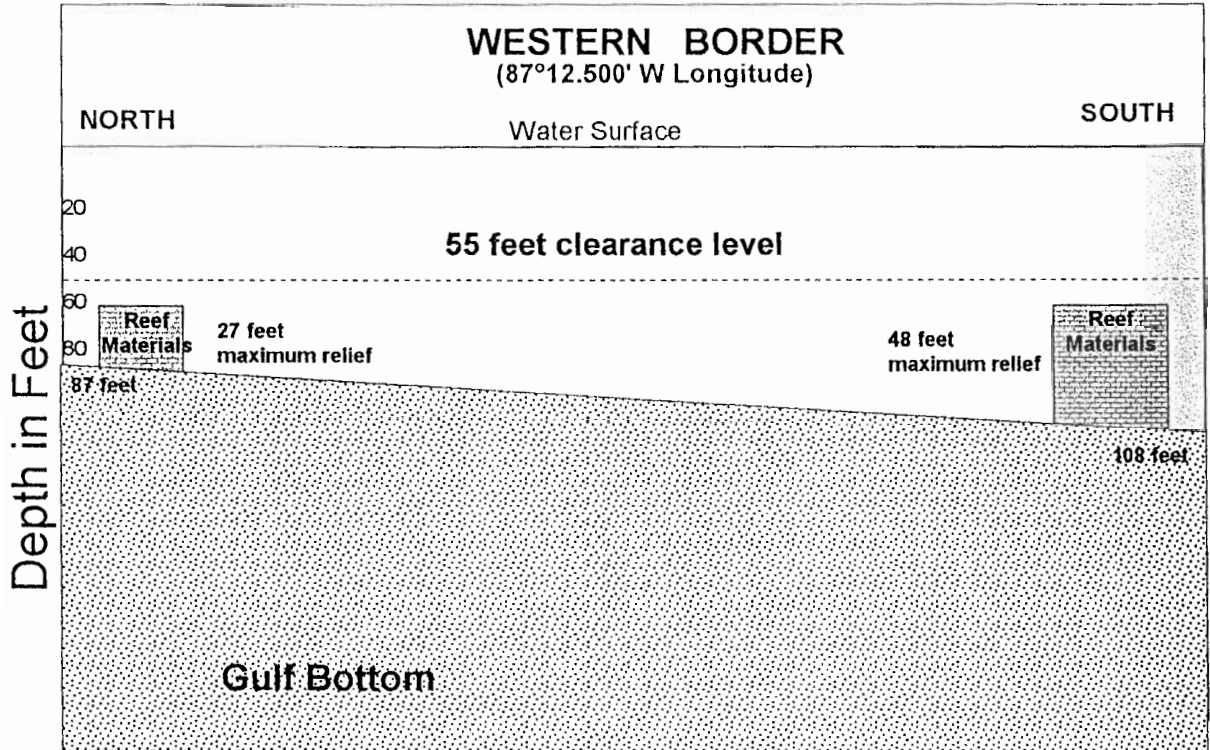 WESTERN BORDER
(87°12.500' W Longitude)
NORTH
SOUTH
Water Surface
20
55 feet clearance level
40
60
Reef
Materials
27 feet
maximum relief
48 feet
maximum relief
Reef
Materials
80
87 feet
108 feet
Depth in Feet
Gulf Bottom